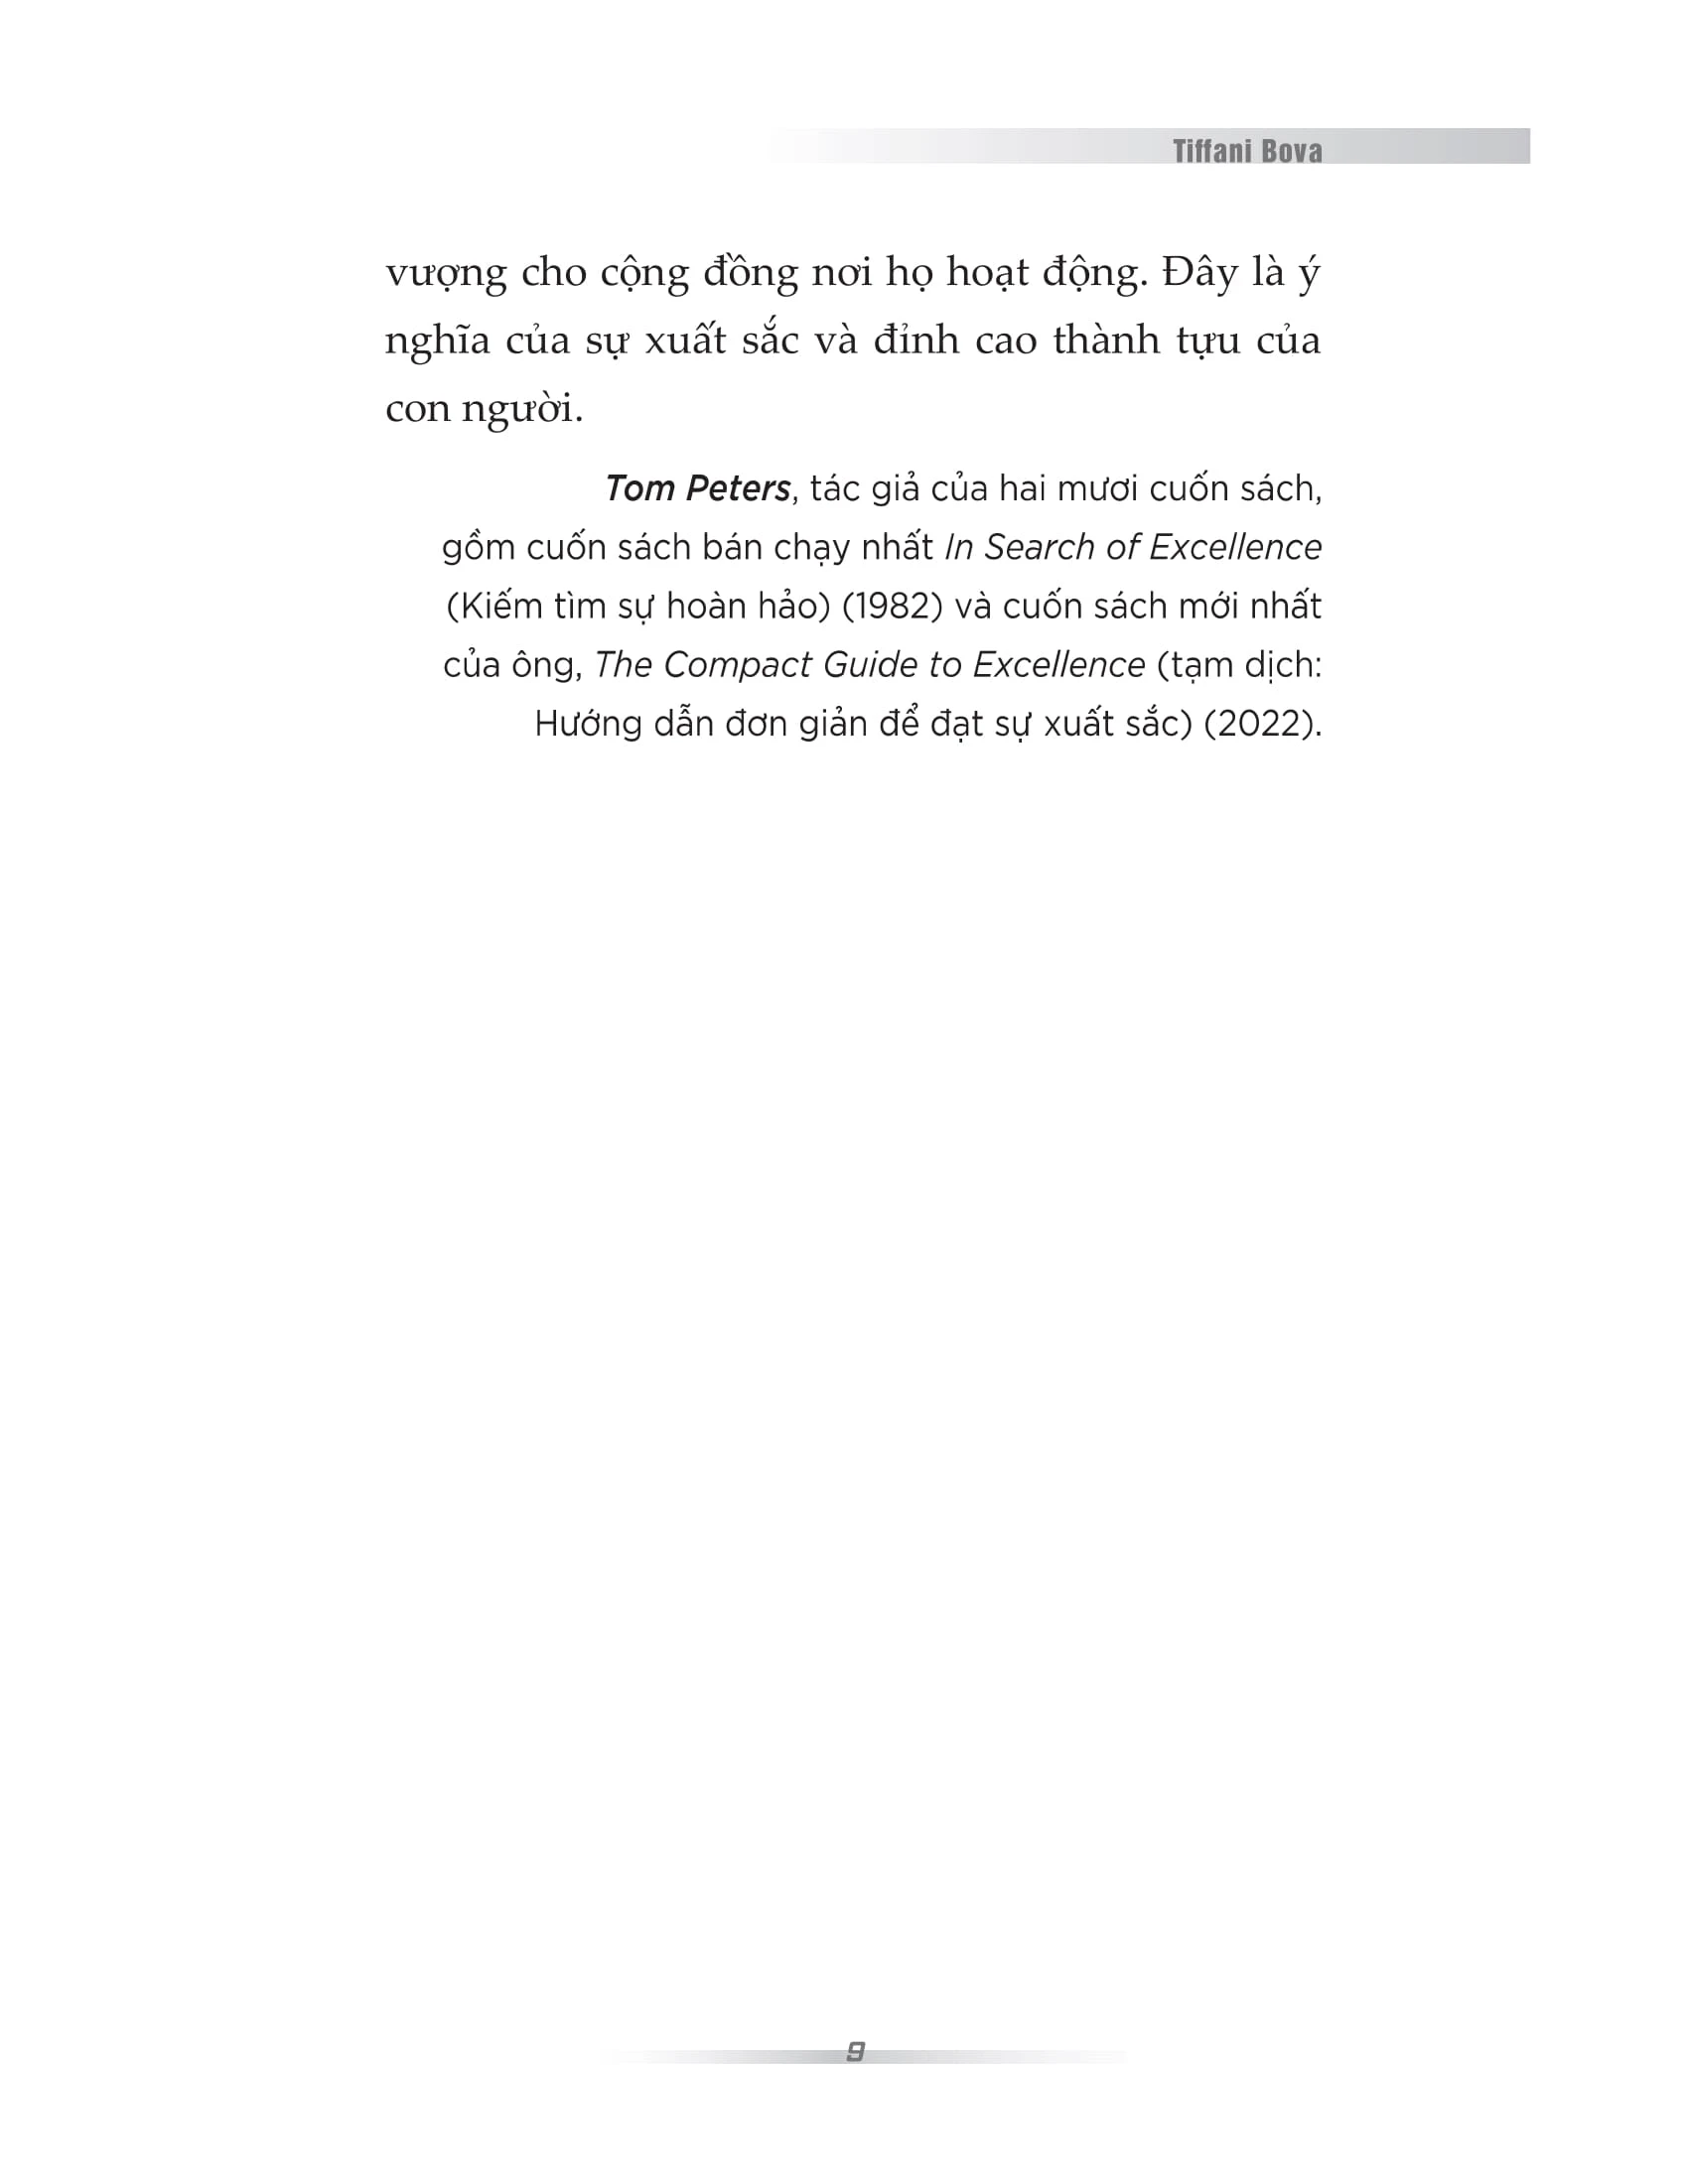 Tiffani Bova
vượng cho cộng đồng nơi họ hoạt động. Đây là ý
nghĩa của sự xuất sắc và đỉnh cao thành tựu của
con người.
Tom Peters, tác giả của hai mươi cuốn sách,
gồm cuốn sách bán chạy nhất In Search of Excellence
(Kiếm tìm sự hoàn hảo) (1982) và cuốn sách mới nhất
của ông, The Compact Guide to Excellence (tạm dịch:
Hướng dẫn đơn giản để đạt sự xuất sắc) (2022).
9